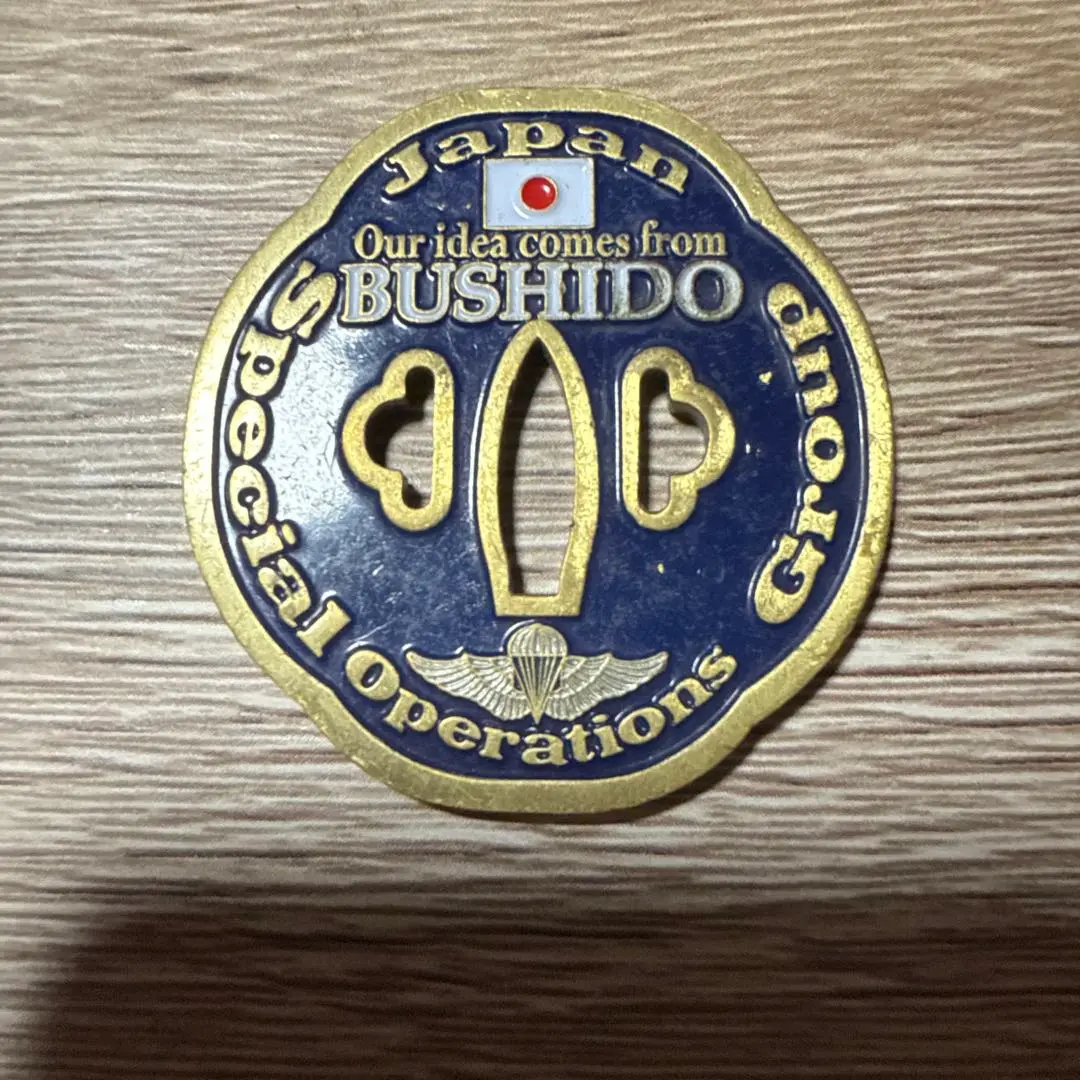 Japan
Our idea comes from
BUSHIDO
Special Operations Group